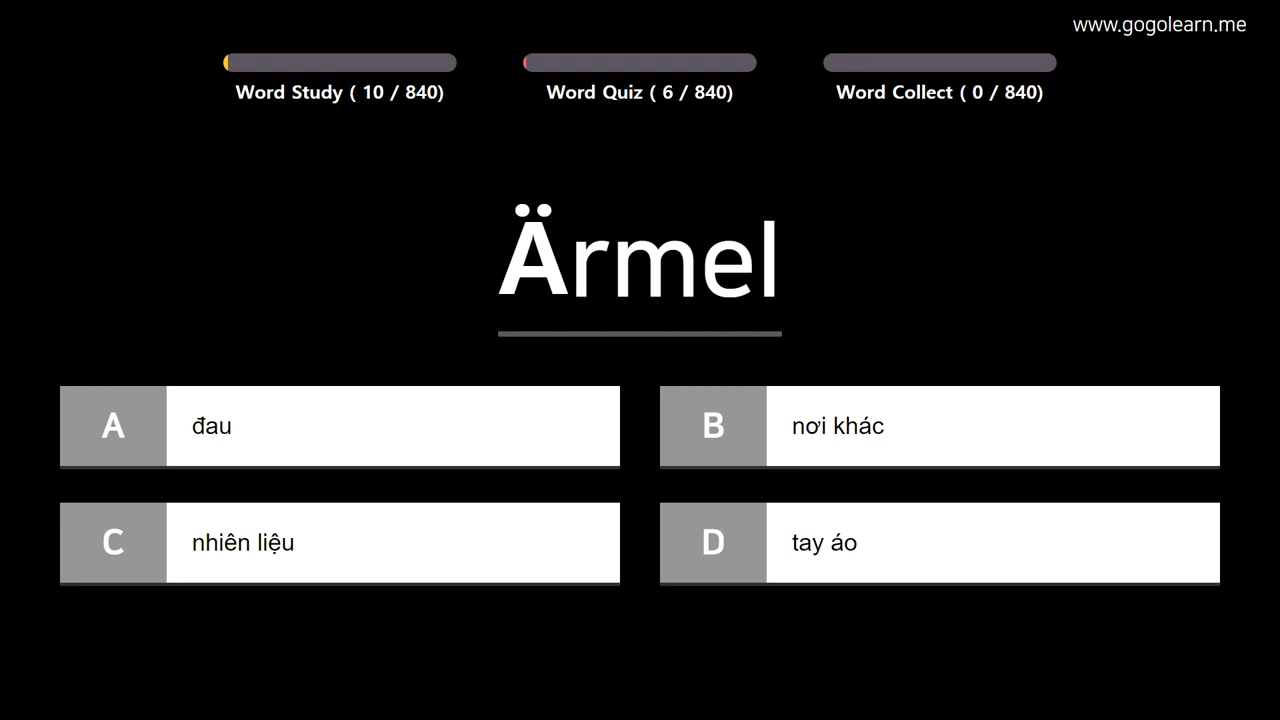 www.gogolearn.me
Word Study ( 10 / 840)
Word Quiz ( 6 / 840)
Word Collect ( 0 / 840)
Ärmel
A
đau
B
nơi khác
C
nhiên liệu
D
tay áo